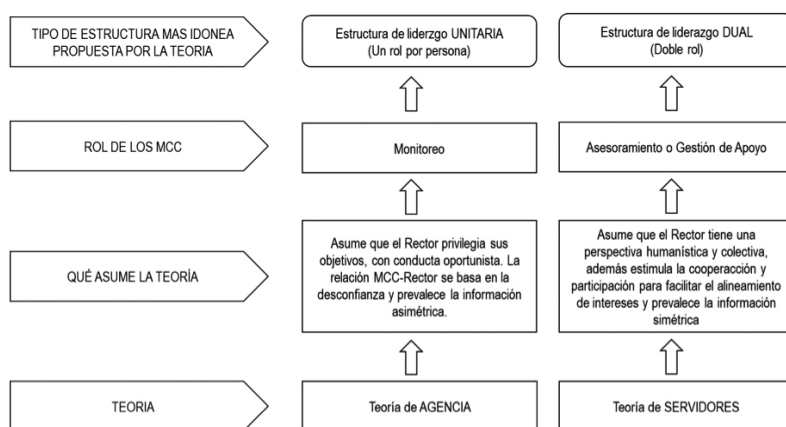 TIPO DE ESTRUCTURA MAS IDONEA
PROPUESTA POR LA TEORIA
Estructura de liderzgo UNITARIA
(Un rol por persona)
Estructura de liderazgo DUAL
(Doble rol)
ROL DE LOS MCC
Monitoreo
Asesoramiento o Gestión de Apoyo
QUÉ ASUME LA TEORÍA
Asume que el Rector privilegia sus
objetivos, con conducta oportunista. La
relación MCC-Rector se basa en la
desconfianza y prevalece la información
asimétrica.
Asume que el Rector tiene una
perspectiva humanística y colectiva,
además estimula la cooperacción y
participación para facilitar el alineamiento
de intereses y prevalece la información
simétrica
TEORIA
Teoría de AGENCIA
Teoría de SERVIDORES